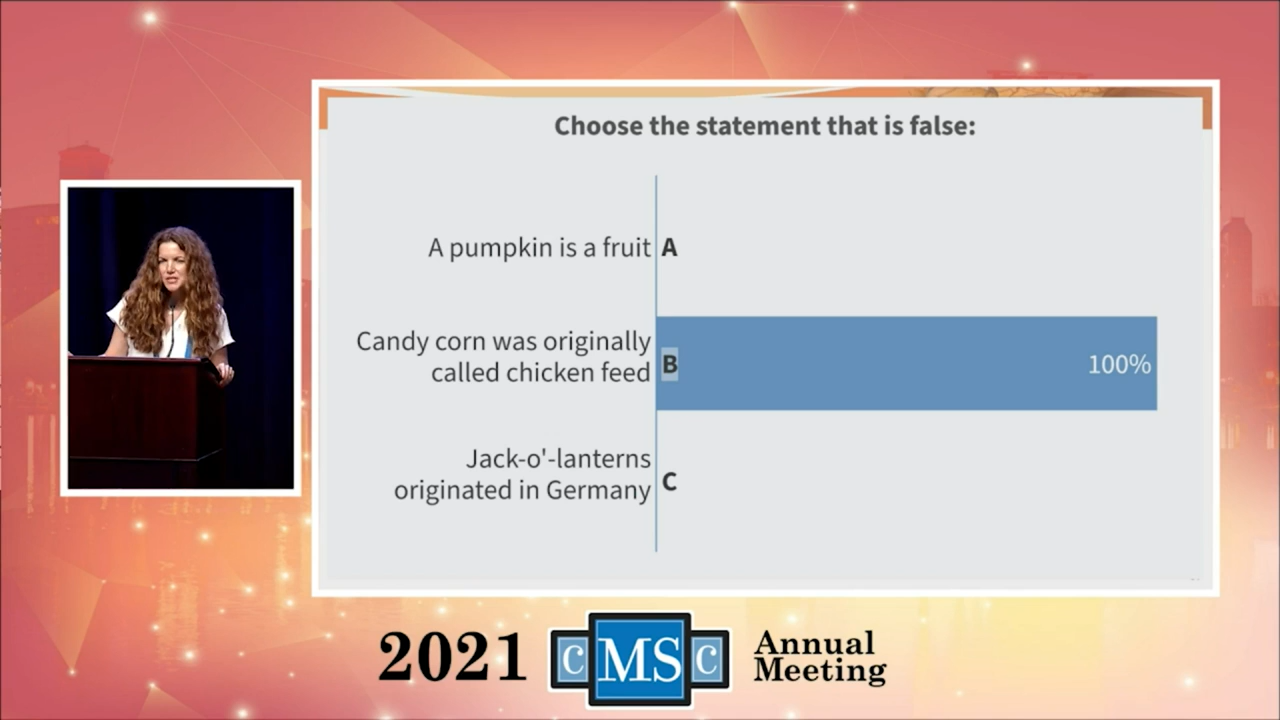 Choose the statement that is false:
A pumpkin is a fruit A
Candy corn was originally
called chicken feed
B
100%
Jack-o'-lanterns
originated in Germany
C
2021
C MS C
Annual
Meeting